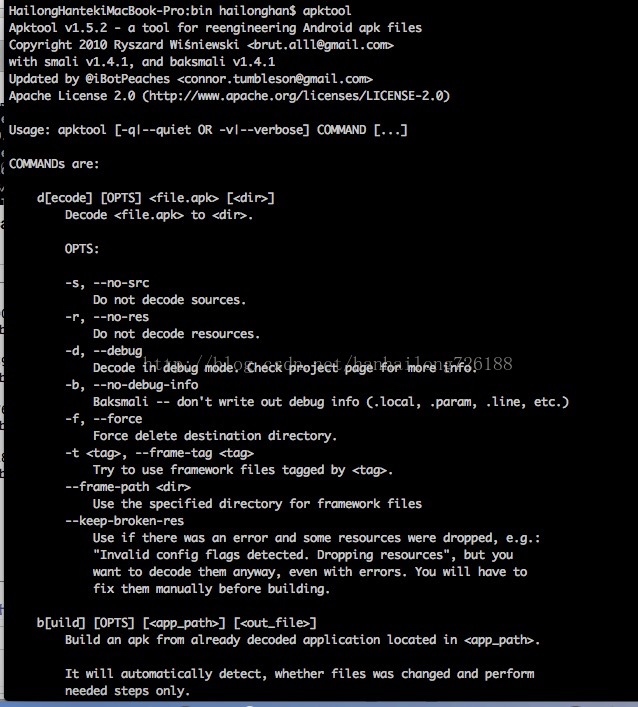 HailongHantekiMacBook-Pro:bin hailonghan$ apktool
Apktool v1.5.2 - a tool for reengineering Android apk files
Copyright 2010 Ryszard Wiśniewski <brut.alll@gmail.com>
with smali v1.4.1, and baksmali v1.4.1
Updated by @iBotPeaches <connor.tumbleson@gmail.com>
Apache License 2.0 (http://www.apache.org/licenses/LICENSE-2.0)
Usage: apktool [-q|--quiet OR -v|--verbose] COMMAND [...]
COMMANDs are:
d[ecode] [OPTS] <file.apk> [<dir>]
Decode <file.apk> to <dir>.
OPTS:
-s, --no-src
Do not decode sources.
-r, --no-res
Do not decode resources.
-d, --debug
http://blog.csdn.net/hanhailong726188
Decode in debug mode. Check project page for more info.
-b, --no-debug-info
Baksmali -- don't write out debug info (.local, .param, .line, etc.)
-f, --force
Force delete destination directory.
-t <tag>, --frame-tag <tag>
Try to use framework files tagged by <tag>.
--frame-path <dir>
Use the specified directory for framework files
--keep-broken-res
Use if there was an error and some resources were dropped, e.g.:
"Invalid config flags detected. Dropping resources", but you
want to decode them anyway, even with errors. You will have to
fix them manually before building.
b[uild] [OPTS] [<app_path>] [<out_file>]
Build an apk from already decoded application located in <app_path>.
It will automatically detect, whether files was changed and perform
needed steps only.